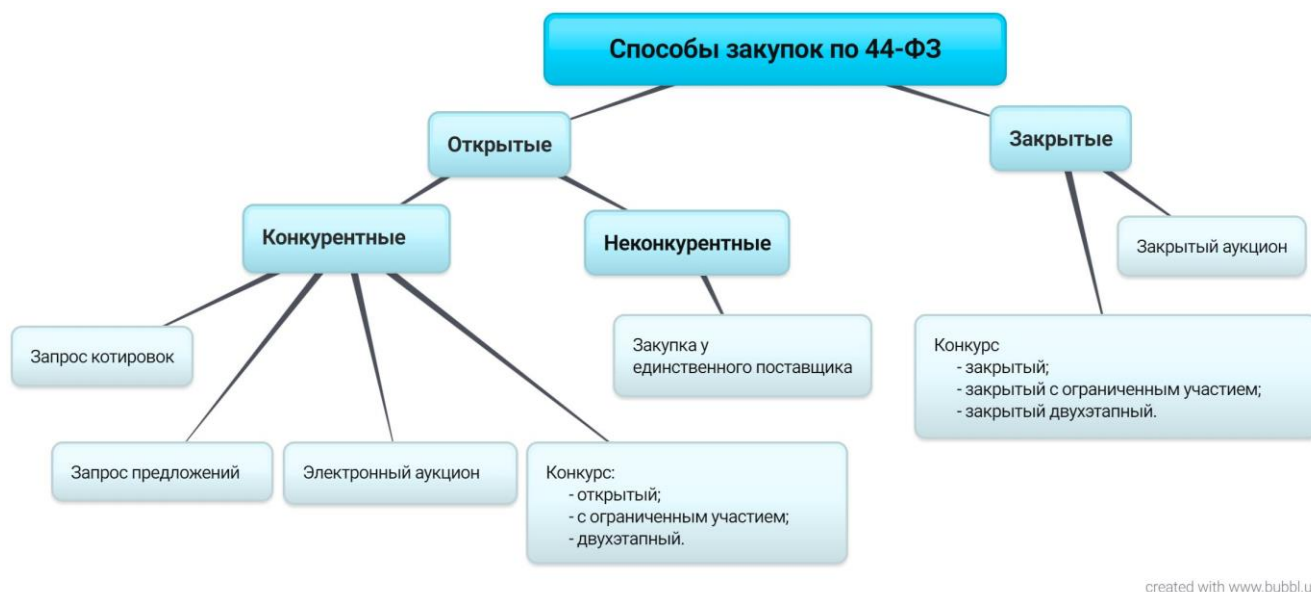 Способы закупок по 44-ФЗ
Открытые
Закрытые
Конкурентные
Неконкурентные
Закрытый аукцион
Запрос котировок
Закупка у
единственного поставщика
Конкурс
- закрытый;
- закрытый с ограниченным участием;
- закрытый двухэтапный.
Запрос предложений
Электронный аукцион
Конкурс:
- открытый;
- с ограниченным участием;
- двухэтапный.
created with www.bubbl.u